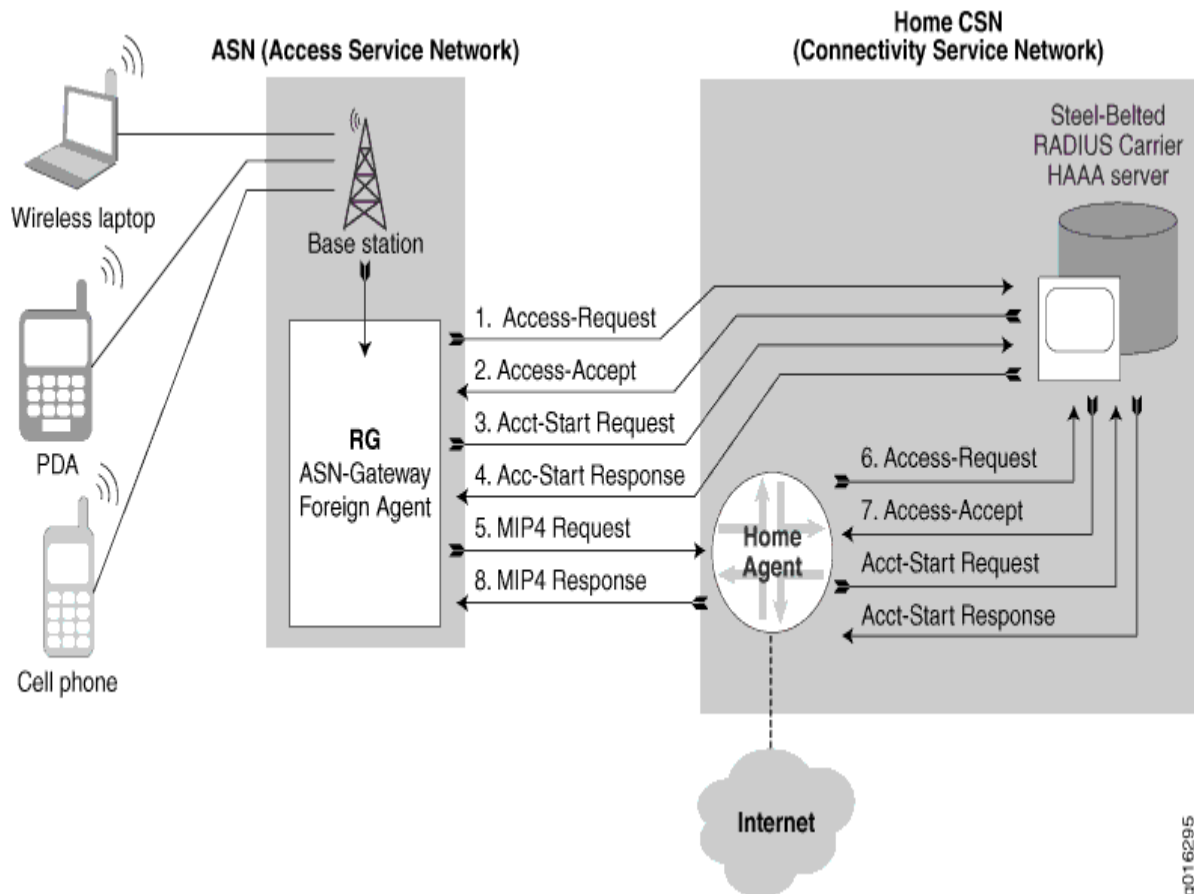 Home CSN
(Connectivity Service Network)
ASN (Access Service Network)
Steel-Belted
RADIUS Carrier
HAAA server
Wireless laptop
Base station
PDA
Cell phone
RG
ASN-Gateway
Foreign Agent
1. Access-Request
2. Access-Accept
3. Acct-Start Request
4. Acc-Start Response
5. MIP4 Request
8. MIP4 Response
Home
Agent
6. Access-Request
7. Access-Accept
Acct-Start Request
Acct-Start Response
Internet
g016295